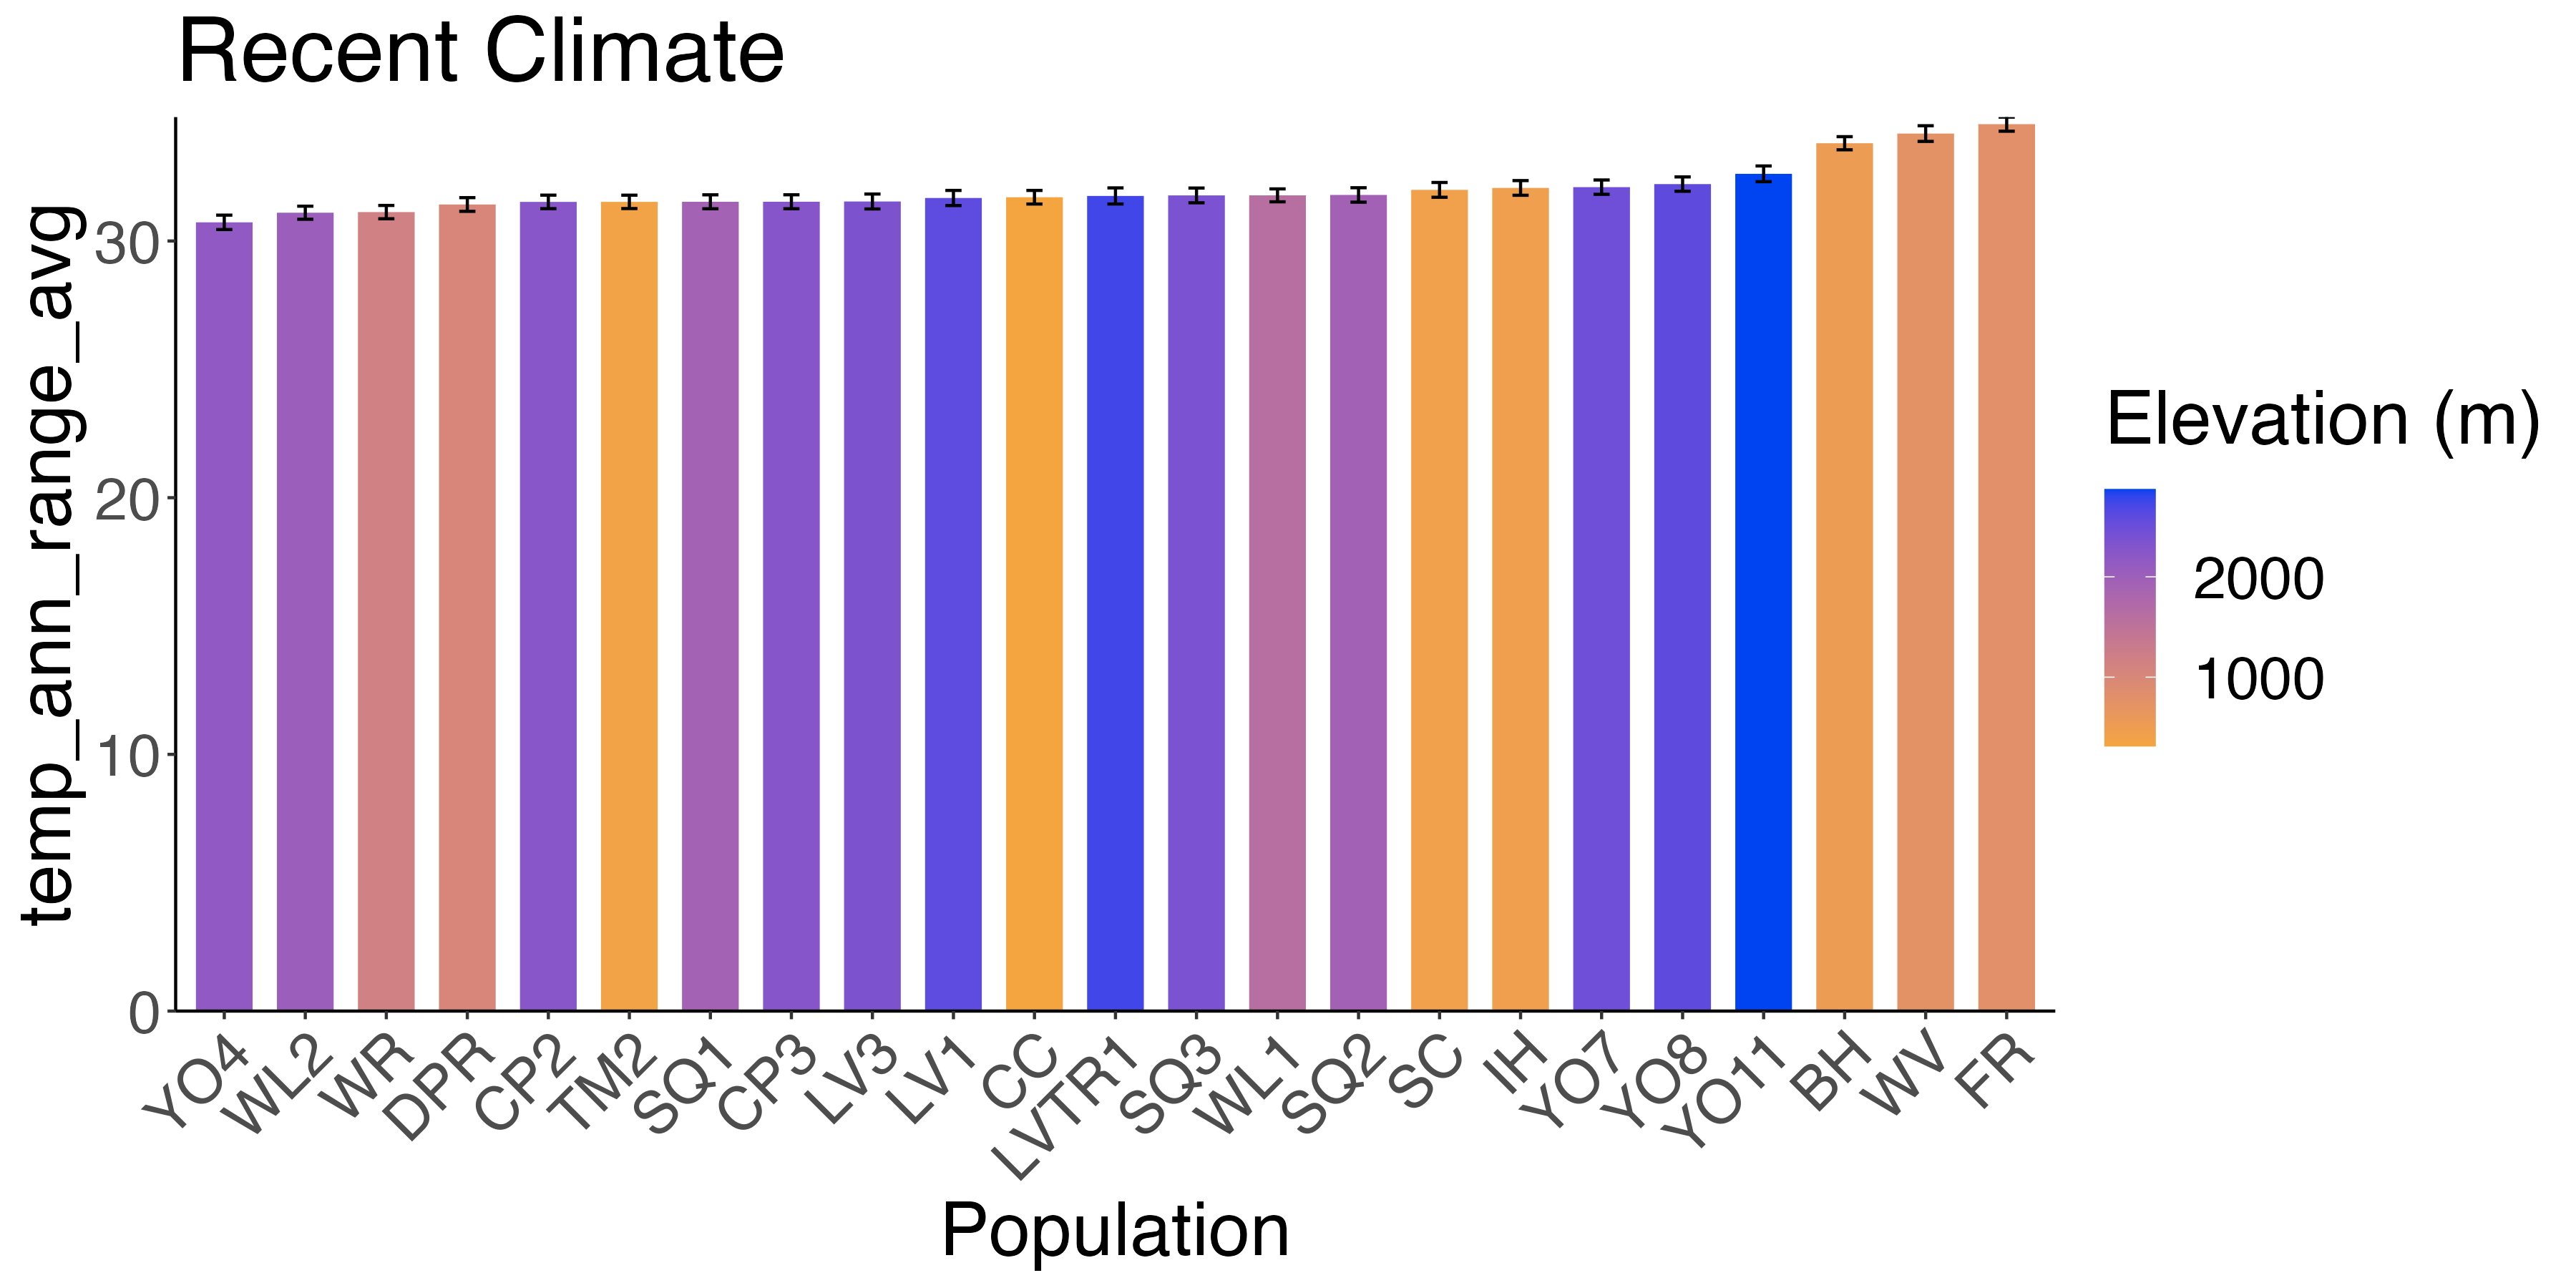 Recent Climate
temp_ann_range_avg
30
20
10
0
YO4
WL2
WR
DPR
CP2
TM2
SQ1
CP3
LV3
LV1
CC
LVTR1
SQ3
WL1
SQ2
SC
IH
YO7
YO8
YO11
BH
WV
FR
Population
Elevation (m)
2000
1000